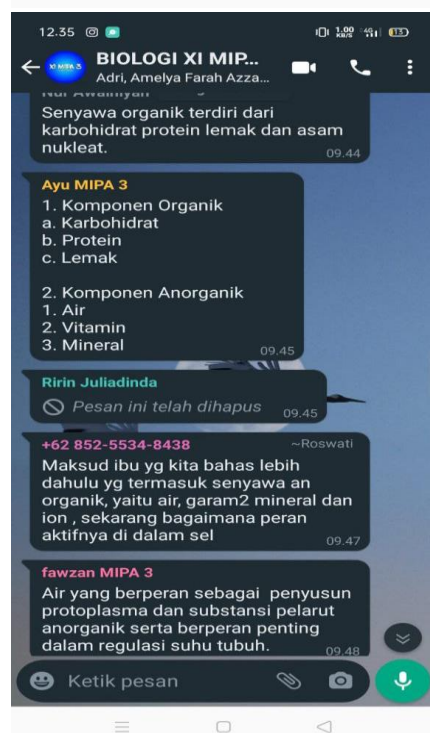 12.35
1.00 KB/S 46 13
XI MIPA 3
BIOLOGI XI MIP...
Adri, Amelya Farah Azza...
Senyawa organik terdiri dari
karbohidrat protein lemak dan asam
nukleat.
09.44
Ayu MIPA 3
1. Komponen Organik
a. Karbohidrat
b. Protein
c. Lemak
2. Komponen Anorganik
1. Air
2. Vitamin
3. Mineral
09.45
Ririn Juliadinda
Pesan ini telah dihapus 09.45
+62 852-5534-8438 ~Roswati
Maksud ibu yg kita bahas lebih
dahulu yg termasuk senyawa an
organik, yaitu air, garam2 mineral dan
ion , sekarang bagaimana peran
aktifnya di dalam sel
09.47
fawzan MIPA 3
Air yang berperan sebagai penyusun
protoplasma dan substansi pelarut
anorganik serta berperan penting
dalam regulasi suhu tubuh.
09.48
Ketik pesan